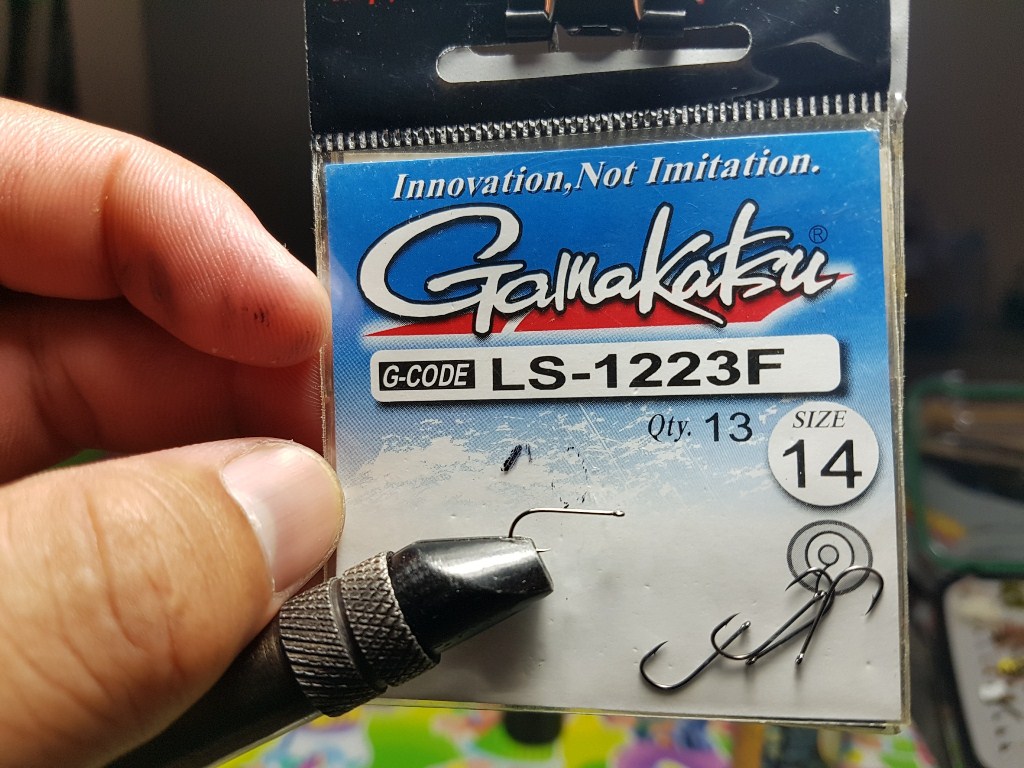 Innovation,Not Imitation.
Gamakatsu®
G-CODE LS-1223F
Qty. 13
SIZE
14